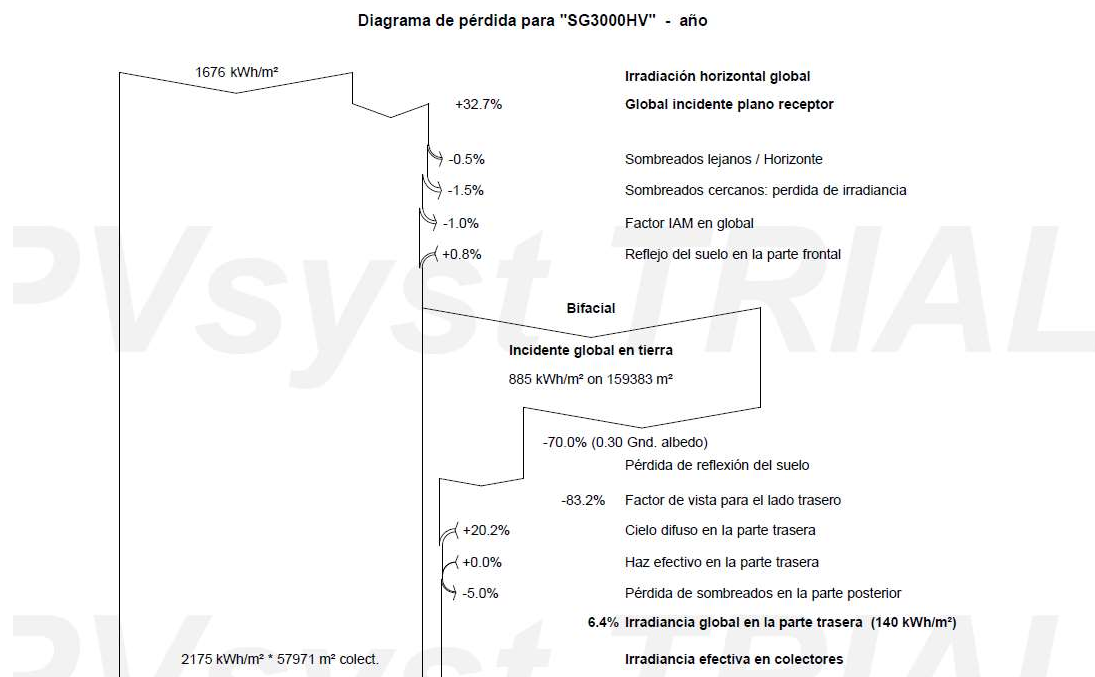 Diagrama de pérdida para "SG3000HV" - año
1676 kWh/m² Irradiación horizontal global
+32.7% Global incidente plano receptor
-0.5% Sombreados lejanos / Horizonte
-1.5% Sombreados cercanos: perdida de irradiancia
-1.0% Factor IAM en global
+0.8% Reflejo del suelo en la parte frontal
PVsyst TRIAL
Bifacial
Incidente global en tierra
885 kWh/m² on 159383 m²
-70.0% (0.30 Gnd. albedo)
Pérdida de reflexión del suelo
-83.2% Factor de vista para el lado trasero
+20.2% Cielo difuso en la parte trasera
+0.0% Haz efectivo en la parte trasera
-5.0% Pérdida de sombreados en la parte posterior
6.4% Irradiancia global en la parte trasera (140 kWh/m²)
2175 kWh/m² * 57971 m² colect. Irradiancia efectiva en colectores
PVsyst TRIAL